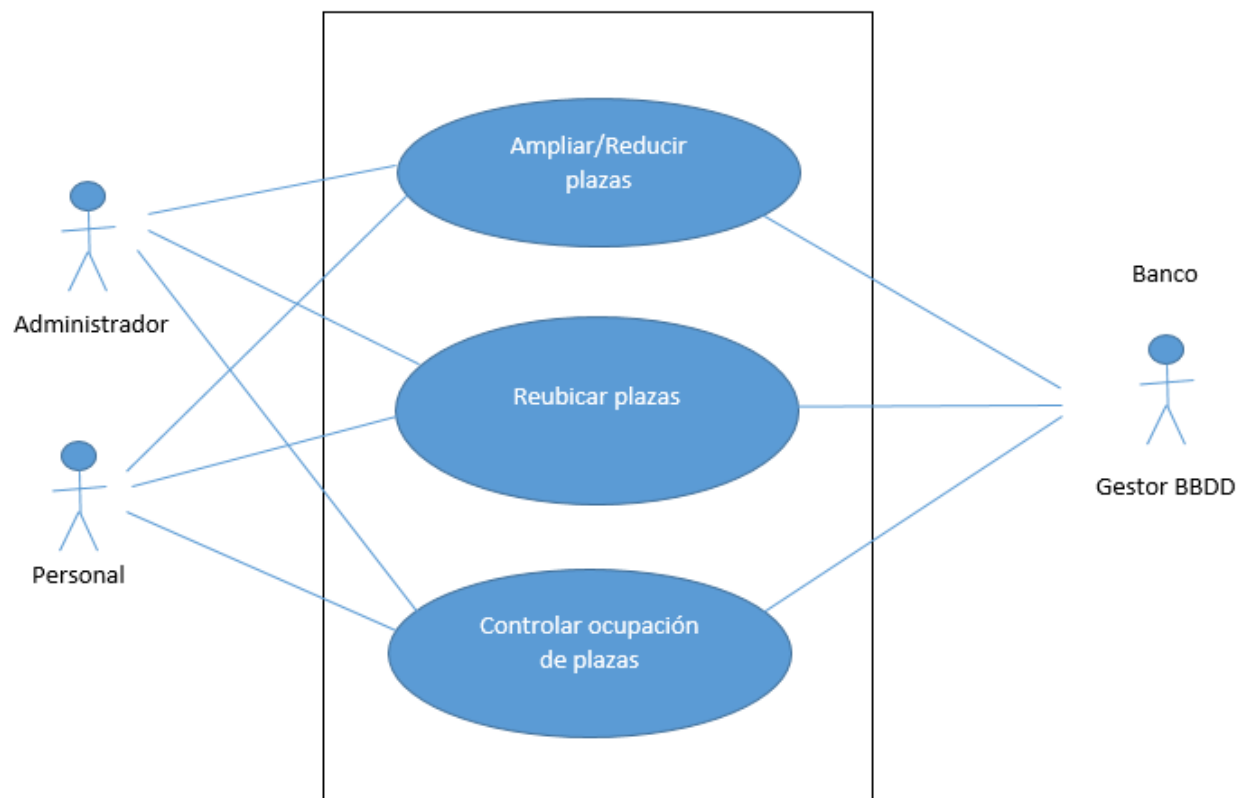 Ampliar/Reducir
plazas
Administrador
Banco
Reubicar plazas
Gestor BBDD
Personal
Controlar ocupación
de plazas